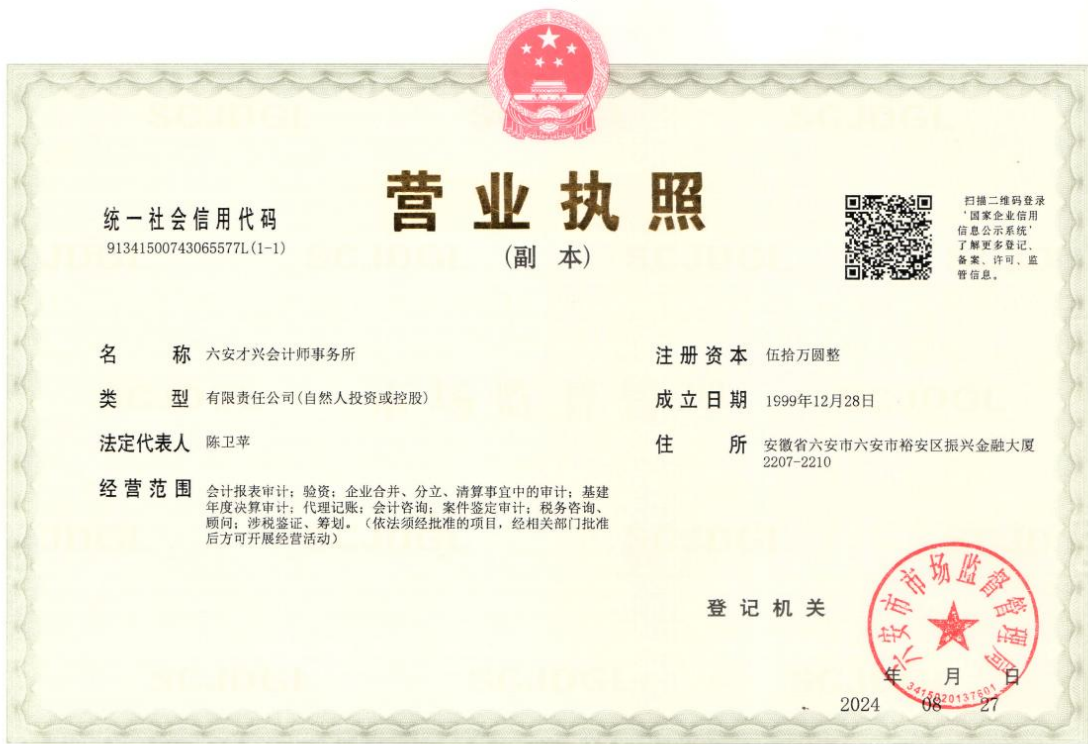 营业执照
(副 本)
统一社会信用代码
91341500743065577L(1-1)
扫描二维码登录
'国家企业信用
信息公示系统'
了解更多登记、
备案、许可、监
管信息。
名 称 六安才兴会计师事务所
类 型 有限责任公司(自然人投资或控股)
法定代表人 陈卫苹
经营范围 会计报表审计；验资；企业合并、分立、清算事宜中的审计；基建
年度决算审计；代理记账；会计咨询；案件鉴定审计；税务咨询、
顾问；涉税鉴证、筹划。（依法须经批准的项目，经相关部门批准
后方可开展经营活动）
注册资本 伍拾万圆整
成立日期 1999年12月28日
住 所 安徽省六安市六安市裕安区振兴金融大厦
2207-2210
登记机关
六安市市场监督管理局
3415020137601
年 月 日
2024 08 27